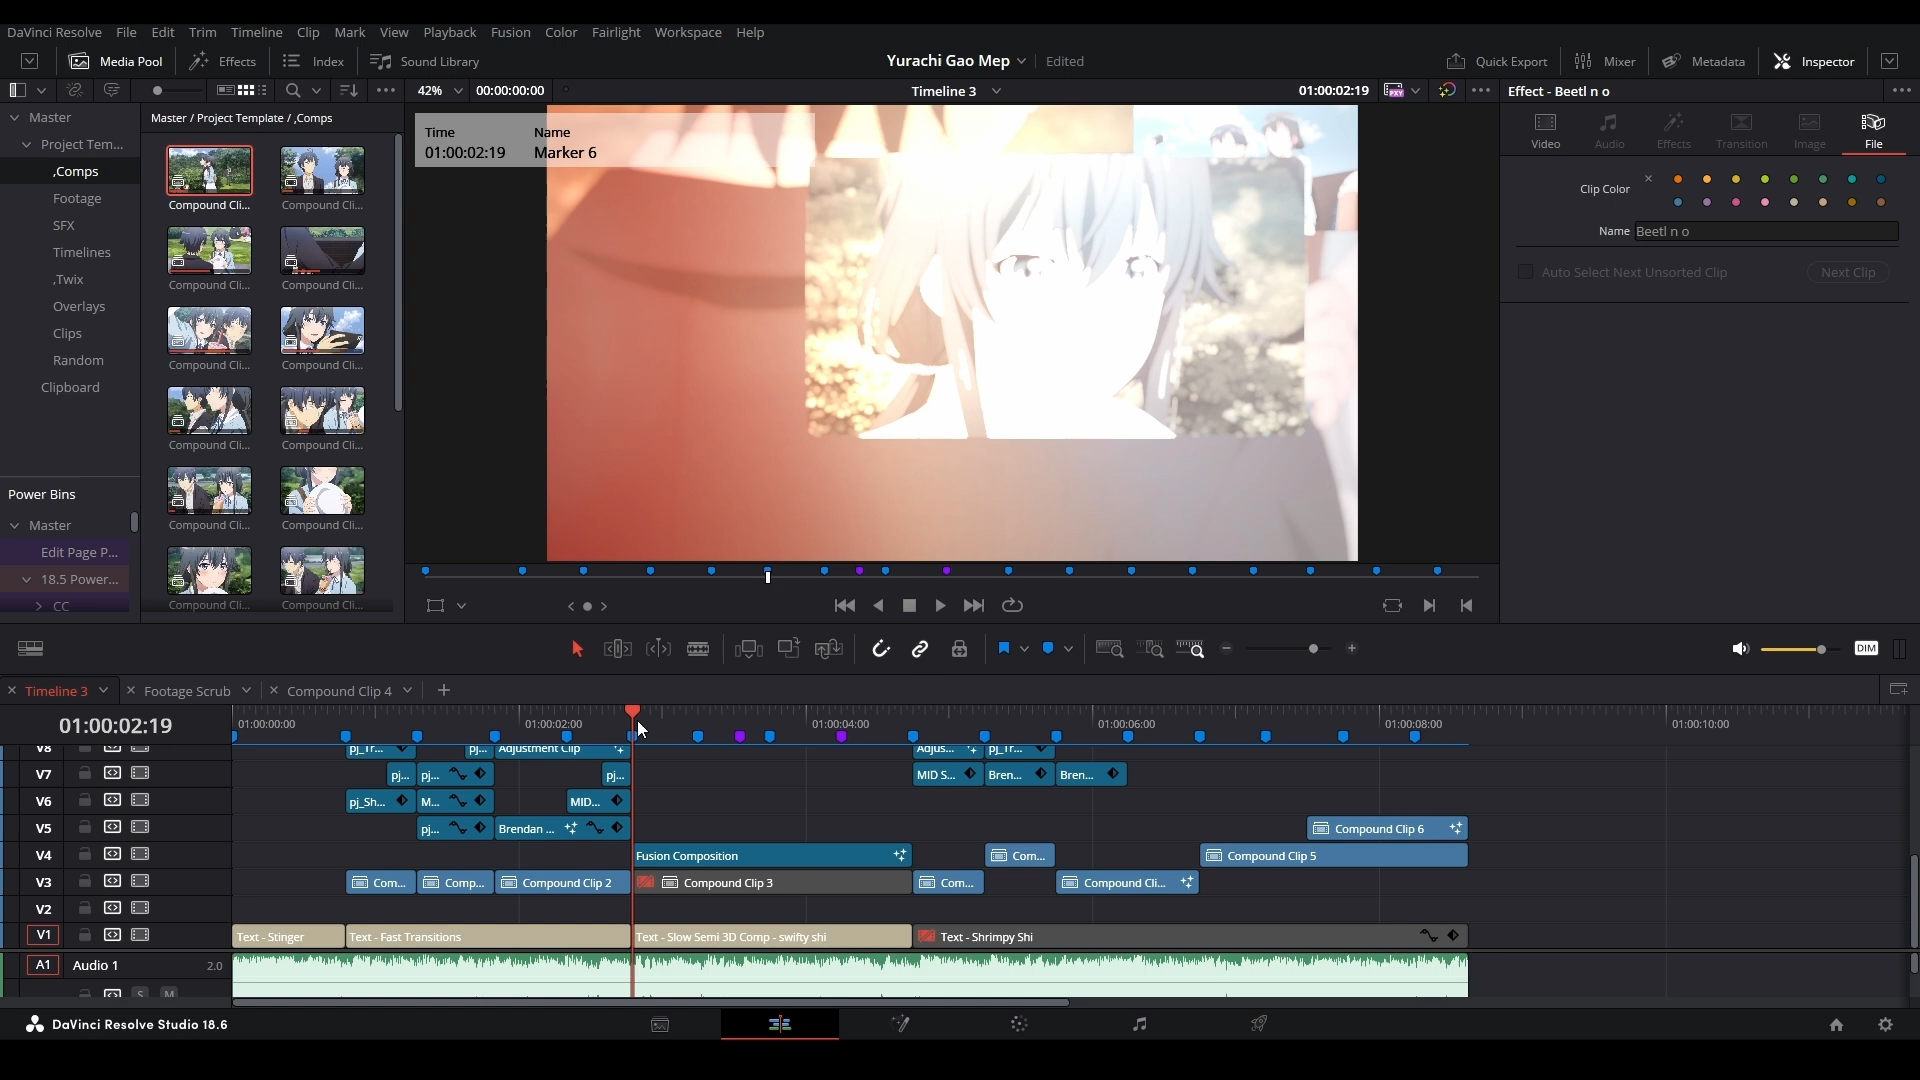 DaVinci Resolve File Edit Trim Timeline Clip Mark View Playback Fusion Color Fairlight Workspace Help
Media Pool Effects Index Sound Library Yurachi Gao Mep Edited Quick Export Mixer Metadata Inspector
42% 00:00:00:00 Timeline 3 01:00:02:19 Effect - Beetl n o
Master
Project Tem...
,Comps
Footage
SFX
Timelines
,Twix
Overlays
Clips
Random
Clipboard
Power Bins
Master
Edit Page P...
18.5 Power...
CC
Master / Project Template / ,Comps
Compound Cli... Compound Cli...
Compound Cli... Compound Cli...
Compound Cli... Compound Cli...
Compound Cli... Compound Cli...
Compound Cli... Compound Cli...
Compound Cli... Compound Cli...
Time Name
01:00:02:19 Marker 6
Video Audio Effects Transition Image File
Clip Color
Name Beetl n o
Auto Select Next Unsorted Clip Next Clip
DIM
Timeline 3 Footage Scrub Compound Clip 4
01:00:02:19
01:00:00:00 01:00:02:00 01:00:04:00 01:00:06:00 01:00:08:00 01:00:10:00
V8 pj_Tr... pj... Adjustment Clip Adjus... pj_Tr...
V7 pj... pj... pj... MID S... Bren... Bren...
V6 pj_Sh... M... MID...
V5 pj... Brendan ... Compound Clip 6
V4 Fusion Composition Com... Compound Clip 5
V3 Com... Comp... Compound Clip 2 Compound Clip 3 Com... Compound Cli...
V2
V1 Text - Stinger Text - Fast Transitions Text - Slow Semi 3D Comp - swifty shi Text - Shrimpy Shi
A1 Audio 1 2.0
S M
DaVinci Resolve Studio 18.6